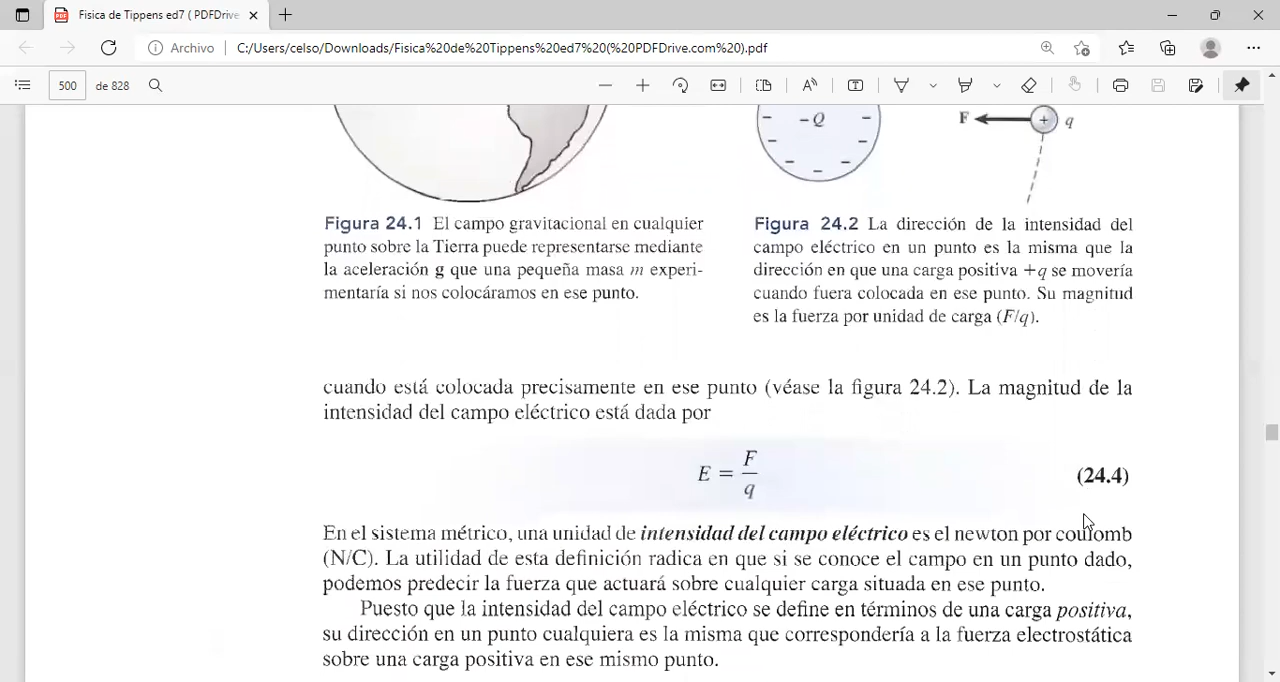 Fisica de Tippens ed7 ( PDFDrive
Archivo C:/Users/celso/Downloads/Fisica%20de%20Tippens%20ed7%20(%20PDFDrive.com%20).pdf
500 de 828
-Q
F q
Figura 24.1 El campo gravitacional en cualquier
punto sobre la Tierra puede representarse mediante
la aceleración g que una pequeña masa m experi-
mentaría si nos colocáramos en ese punto.
Figura 24.2 La dirección de la intensidad del
campo eléctrico en un punto es la misma que la
dirección en que una carga positiva +q se movería
cuando fuera colocada en ese punto. Su magnitud
es la fuerza por unidad de carga (F/q).
cuando está colocada precisamente en ese punto (véase la figura 24.2). La magnitud de la
intensidad del campo eléctrico está dada por
E = F/q (24.4)
En el sistema métrico, una unidad de intensidad del campo eléctrico es el newton por coulomb
(N/C). La utilidad de esta definición radica en que si se conoce el campo en un punto dado,
podemos predecir la fuerza que actuará sobre cualquier carga situada en ese punto.
Puesto que la intensidad del campo eléctrico se define en términos de una carga positiva,
su dirección en un punto cualquiera es la misma que correspondería a la fuerza electrostática
sobre una carga positiva en ese mismo punto.